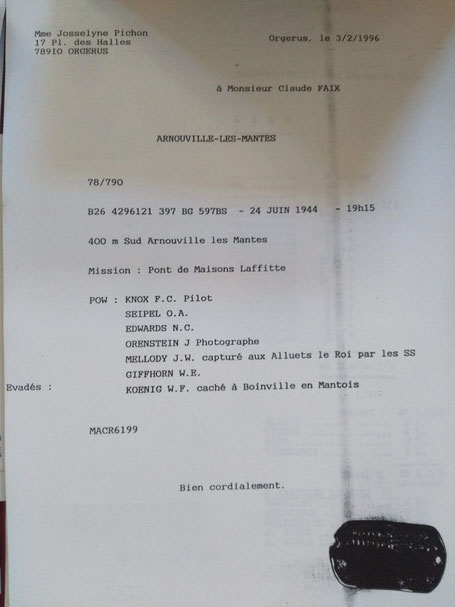 Mme Josselyne Pichon
17 Pl. des Halles
78910 ORGERUS
Orgerus, le 3/2/1996
à Monsieur Claude FAIX
ARNOUVILLE-LES-MANTES
78/790
B26 4296121 397 BG 597BS - 24 JUIN 1944 - 19h15
400 m Sud Arnouville les Mantes
Mission : Pont de Maisons Laffitte
POW : KNOX F.C. Pilot
SEIPEL O.A.
EDWARDS N.C.
ORENSTEIN J Photographe
MELLODY J.W. capturé aux Alluets le Roi par les SS
GIFFHORN W.E.
Evadés : KOENIG W.F. caché à Boinville en Mantois
MACR6199
Bien cordialement.